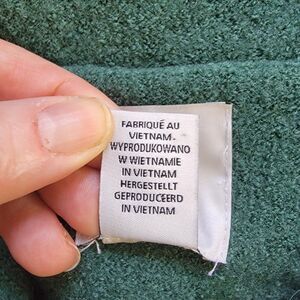 FABRIQUÉ AU
VIETNAM-
WYPRODUKOWANO
W WIETNAMIE
IN VIETNAM
HERGESTELLT
GEPRODUCEERD
IN VIETNAM